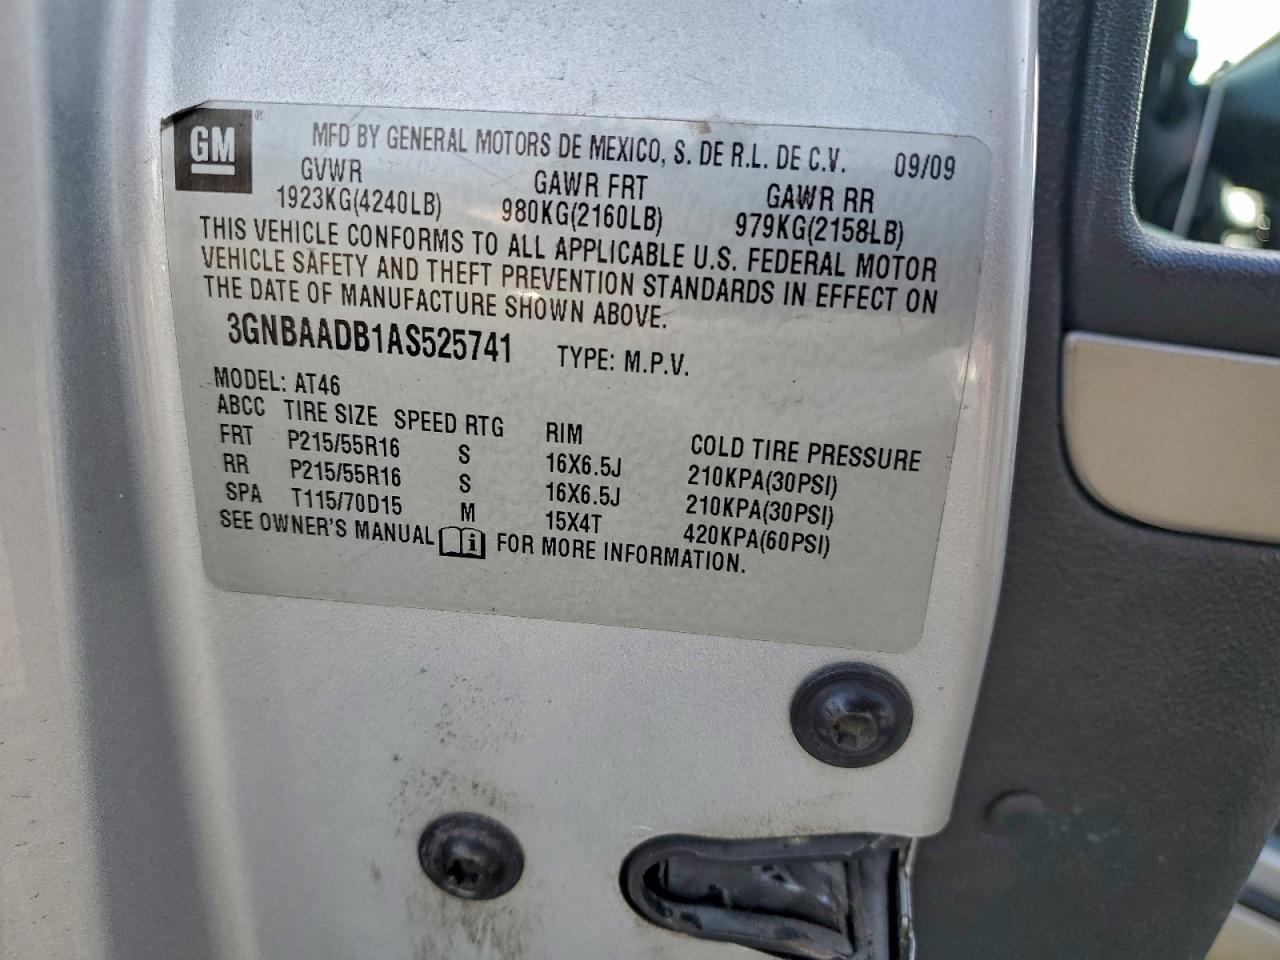 GM ®
MFD BY GENERAL MOTORS DE MEXICO, S. DE R.L. DE C.V. 09/09
GVWR GAWR FRT GAWR RR
1923KG(4240LB) 980KG(2160LB) 979KG(2158LB)
THIS VEHICLE CONFORMS TO ALL APPLICABLE U.S. FEDERAL MOTOR
VEHICLE SAFETY AND THEFT PREVENTION STANDARDS IN EFFECT ON
THE DATE OF MANUFACTURE SHOWN ABOVE.
3GNBAADB1AS525741 TYPE: M.P.V.
MODEL: AT46
ABCC TIRE SIZE SPEED RTG RIM COLD TIRE PRESSURE
FRT P215/55R16 S 16X6.5J 210KPA(30PSI)
RR P215/55R16 S 16X6.5J 210KPA(30PSI)
SPA T115/70D15 M 15X4T 420KPA(60PSI)
SEE OWNER'S MANUAL i FOR MORE INFORMATION.